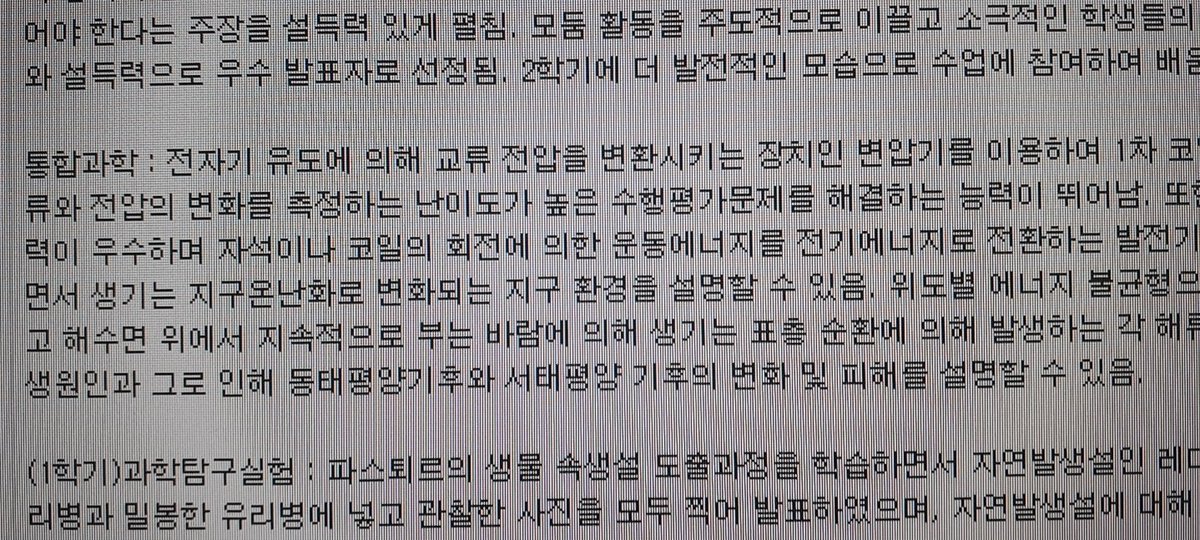 어야 한다는 주장을 설득력 있게 펼침. 모둠 활동을 주도적으로 이끌고 소극적인 학생들의
와 설득력으로 우수 발표자로 선정됨. 2학기에 더 발전적인 모습으로 수업에 참여하여 배움
통합과학 : 전자기 유도에 의해 교류 전압을 변환시키는 장치인 변압기를 이용하여 1차 코
류와 전압의 변화를 측정하는 난이도가 높은 수행평가문제를 해결하는 능력이 뛰어남. 또
력이 우수하며 자석이나 코일의 회전에 의한 운동에너지를 전기에너지로 전환하는 발전기
면서 생기는 지구온난화로 변화되는 지구 환경을 설명할 수 있음. 위도별 에너지 불균형으
고 해수면 위에서 지속적으로 부는 바람에 의해 생기는 표층 순환에 의해 발생하는 각 해류
생원인과 그로 인해 동태평양기후와 서태평양 기후의 변화 및 피해를 설명할 수 있음.
(1학기)과학탐구실험 : 파스퇴르의 생물 속생설 도출과정을 학습하면서 자연발생설인 레디
리병과 밀봉한 유리병에 넣고 관찰한 사진을 모두 찍어 발표하였으며, 자연발생설에 대해